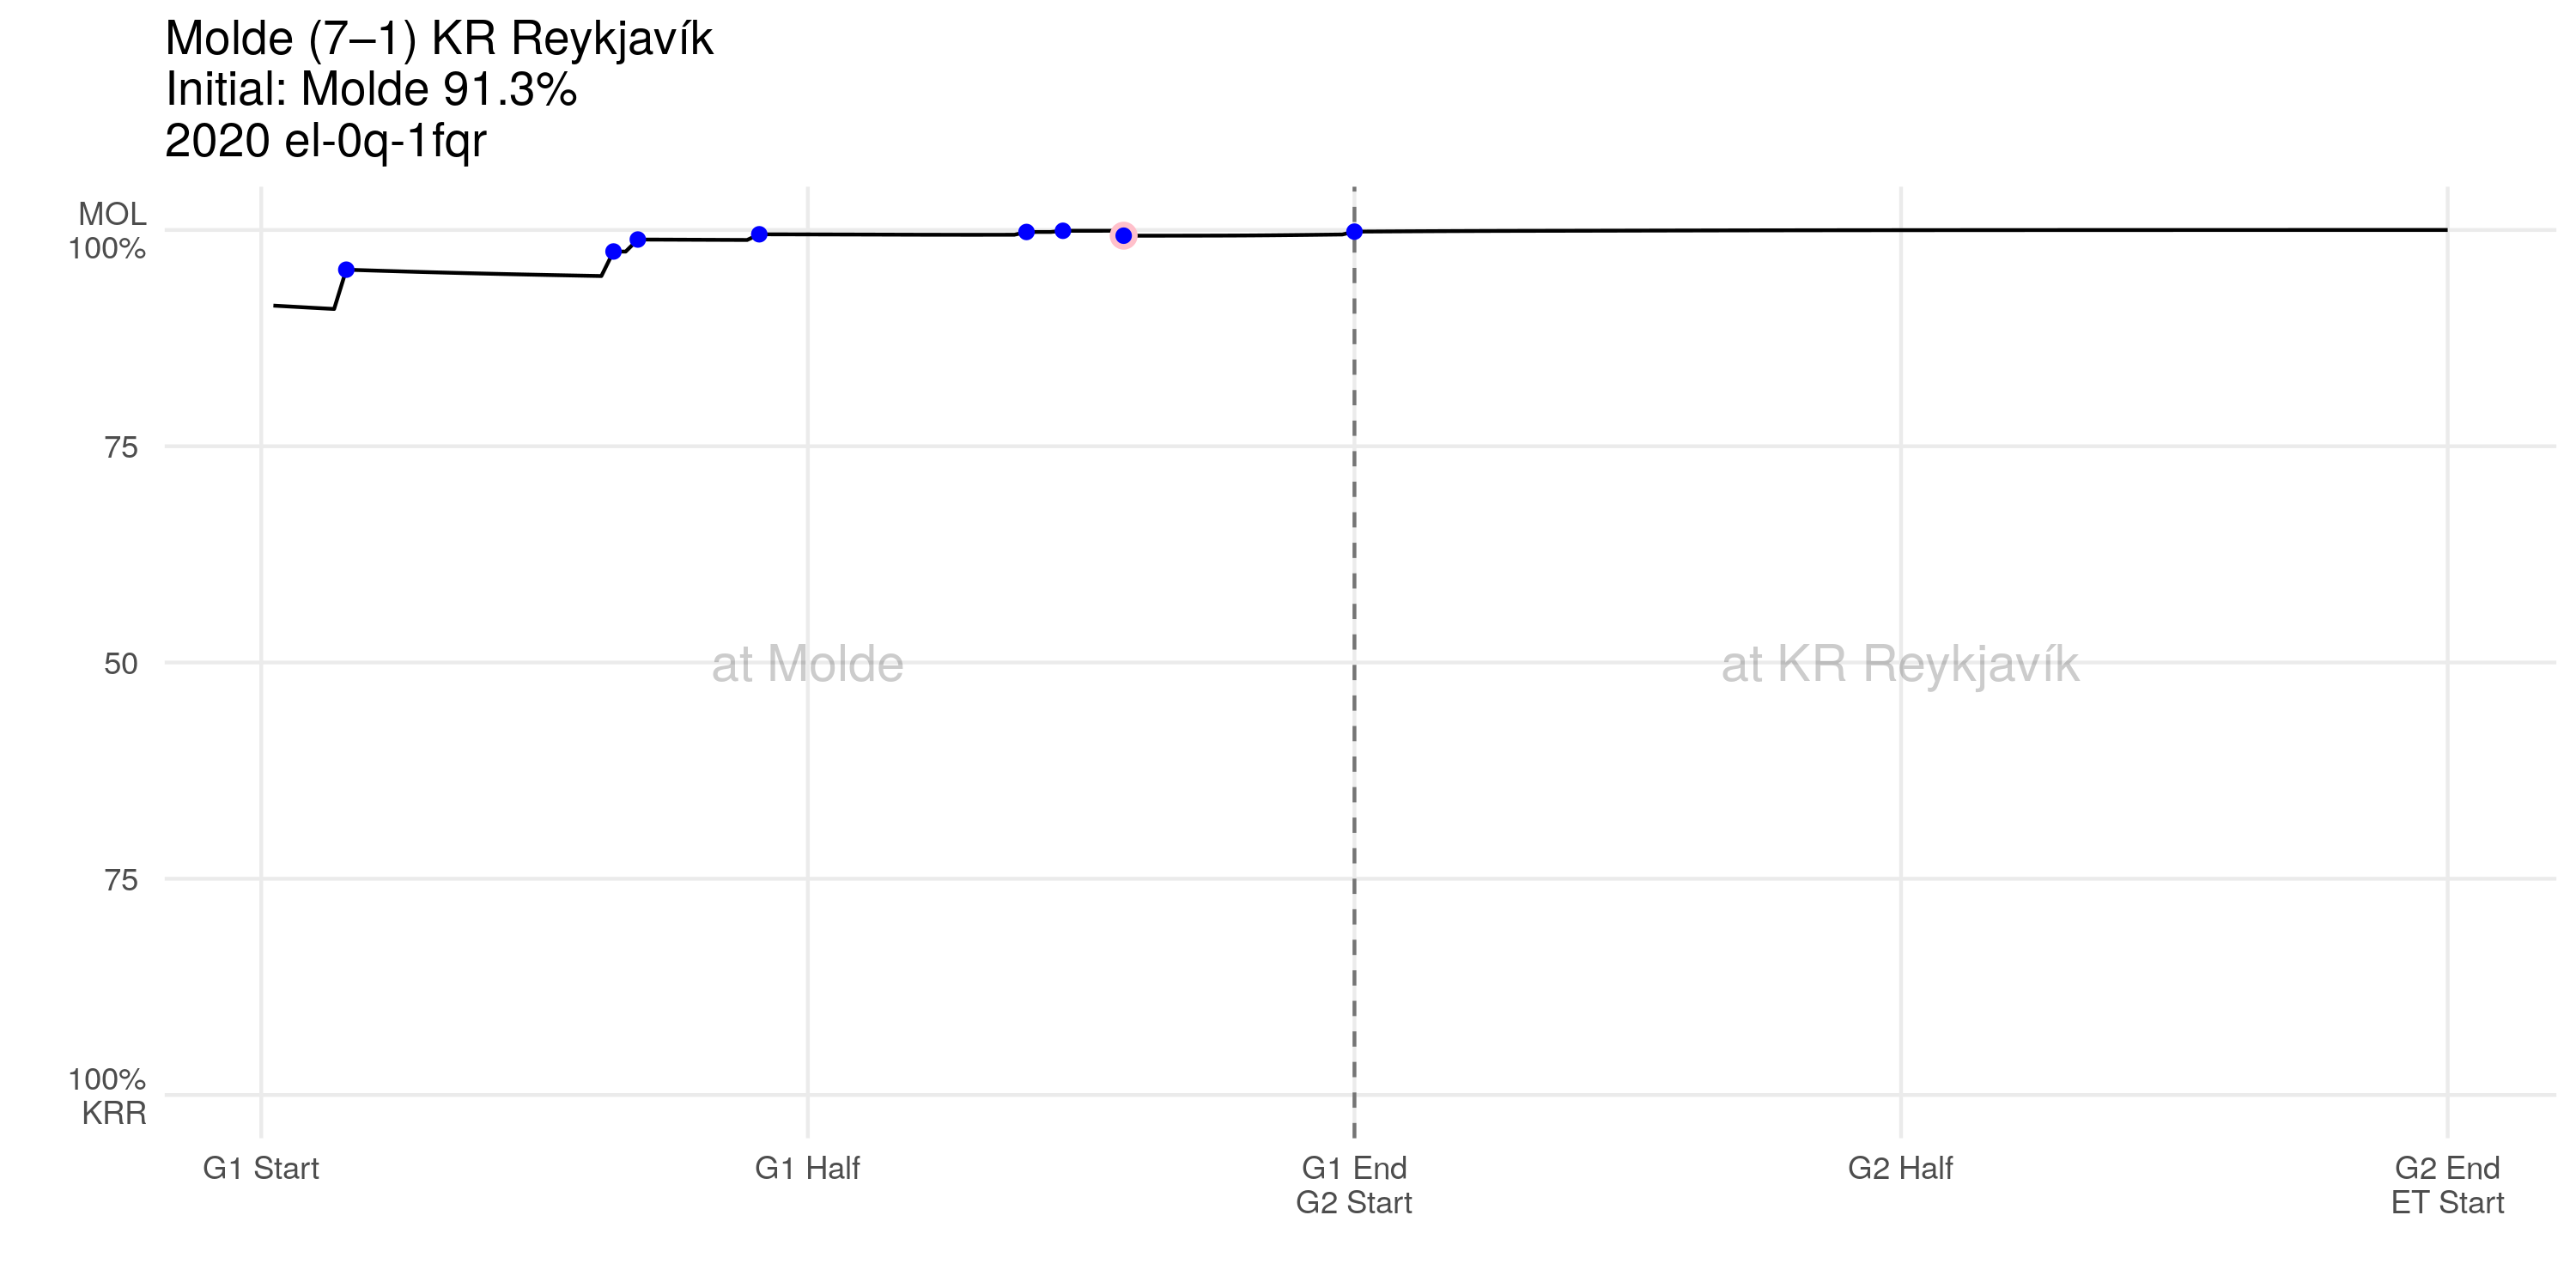 Molde (7–1) KR Reykjavík
Initial: Molde 91.3%
2020 el-0q-1fqr
MOL
100%
75
50
75
100%
KRR
at Molde
at KR Reykjavík
G1 Start
G1 Half
G1 End
G2 Start
G2 Half
G2 End
ET Start